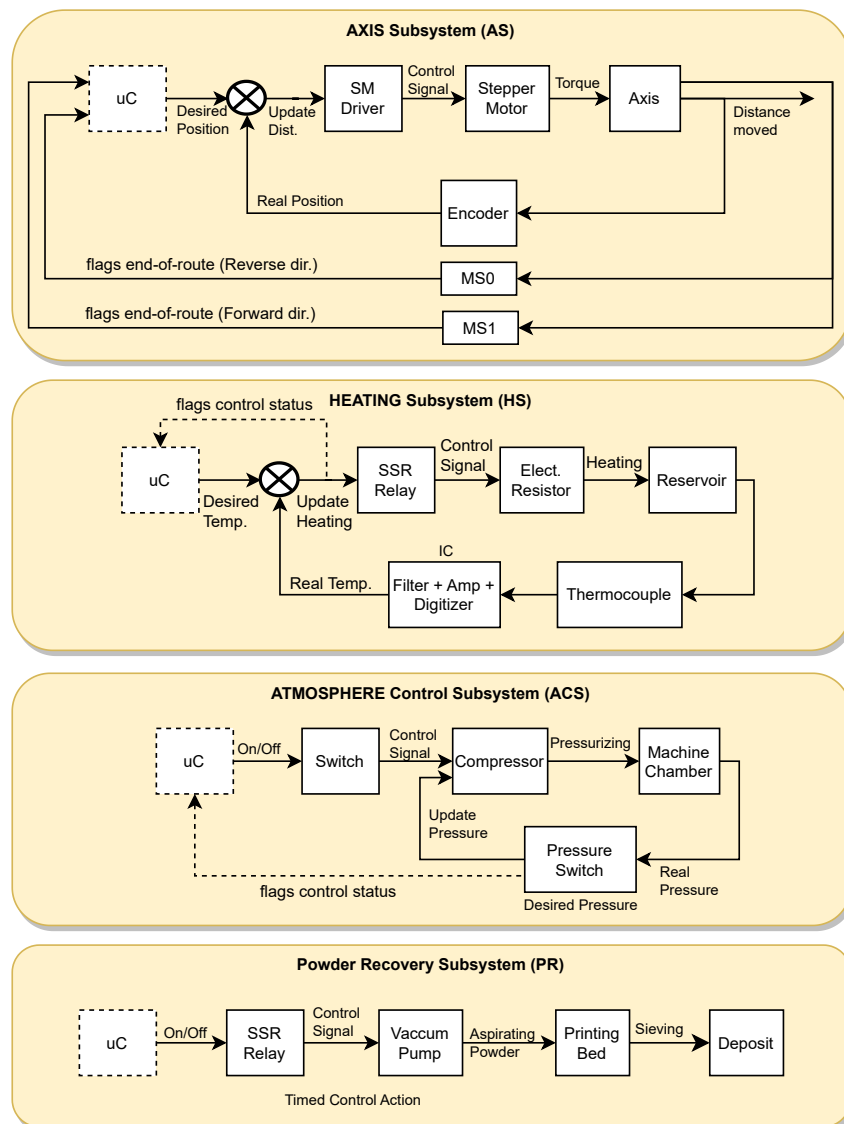 AXIS Subsystem (AS)
uC
Desired
Position
Update
Dist.
SM
Driver
Control
Signal
Stepper
Motor
Torque
Axis
Distance
moved
Real Position
Encoder
flags end-of-route (Reverse dir.)
MS0
flags end-of-route (Forward dir.)
MS1
HEATING Subsystem (HS)
flags control status
uC
Desired
Temp.
Update
Heating
SSR
Relay
Control
Signal
Elect.
Resistor
Heating
Reservoir
IC
Real Temp.
Filter + Amp +
Digitizer
Thermocouple
ATMOSPHERE Control Subsystem (ACS)
uC
On/Off
Switch
Control
Signal
Compressor
Pressurizing
Machine
Chamber
Update
Pressure
Pressure
Switch
Real
Pressure
flags control status
Desired Pressure
Powder Recovery Subsystem (PR)
uC
On/Off
SSR
Relay
Control
Signal
Vaccum
Pump
Aspirating
Powder
Printing
Bed
Sieving
Deposit
Timed Control Action